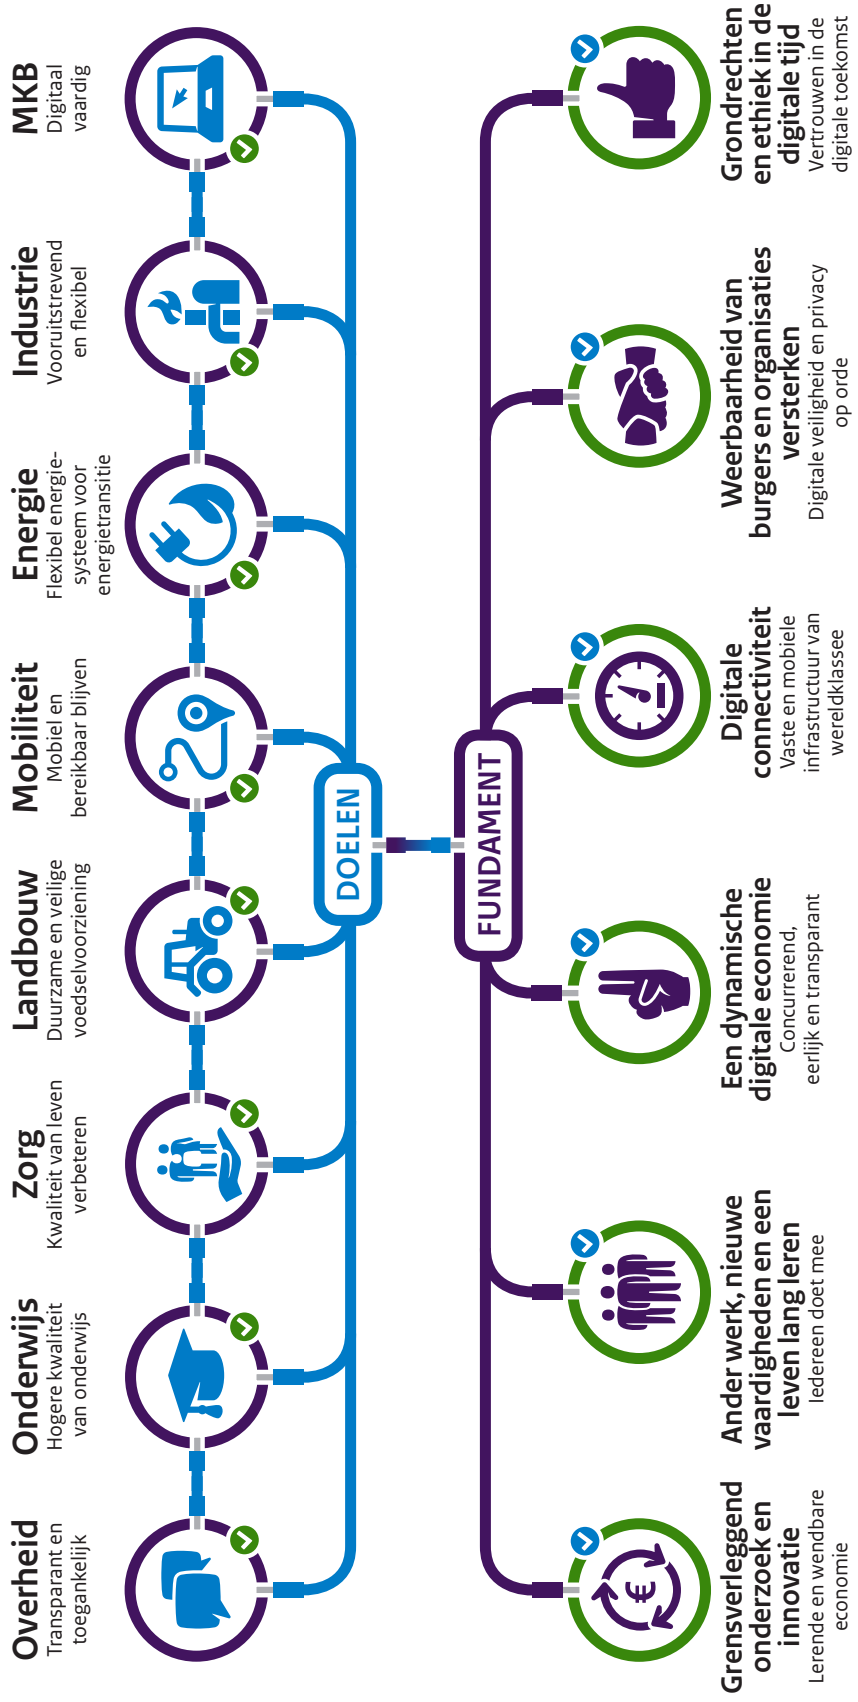 Overheid
Transparant en
toegankelijk
Onderwijs
Hogere kwaliteit
van onderwijs
Zorg
Kwaliteit van leven
verbeteren
Landbouw
Duurzame en veilige
voedselvoorziening
Mobiliteit
Mobiel en
bereikbaar blijven
Energie
Flexibel energie-
systeem voor
energietransitie
Industrie
Vooruitstrevend
en flexibel
MKB
Digitaal
vaardig
DOELEN
FUNDAMENT
€
Grensverleggend
onderzoek en
innovatie
Lerende en wendbare
economie
Ander werk, nieuwe
vaardigheden en een
leven lang leren
Iedereen doet mee
Een dynamische
digitale economie
Concurrerend,
eerlijk en transparant
Digitale
connectiviteit
Vaste en mobiele
infrastructuur van
wereldklassee
Weerbaarheid van
burgers en organisaties
versterken
Digitale veiligheid en privacy
op orde
Grondrechten
en ethiek in de
digitale tijd
Vertrouwen in de
digitale toekomst